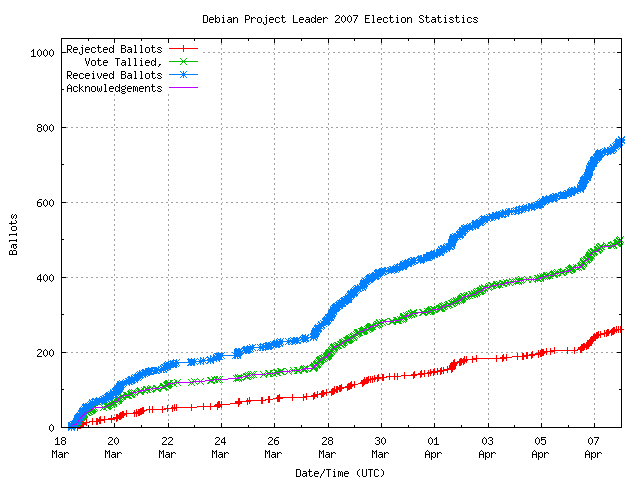 Debian Project Leader 2007 Election Statistics
Rejected Ballots
Vote Tallied,
Received Ballots
Acknowledgements
1000
800
600
400
200
0
Ballots
18 Mar
20 Mar
22 Mar
24 Mar
26 Mar
28 Mar
30 Mar
01 Apr
03 Apr
05 Apr
07 Apr
Date/Time (UTC)